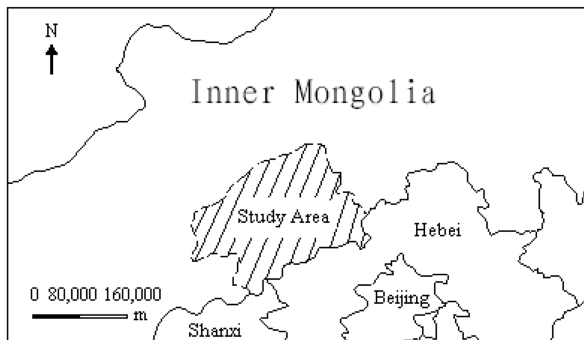 N
Inner Mongolia
Study Area
Hebei
0 80,000 160,000
m
Beijing
Shanxi